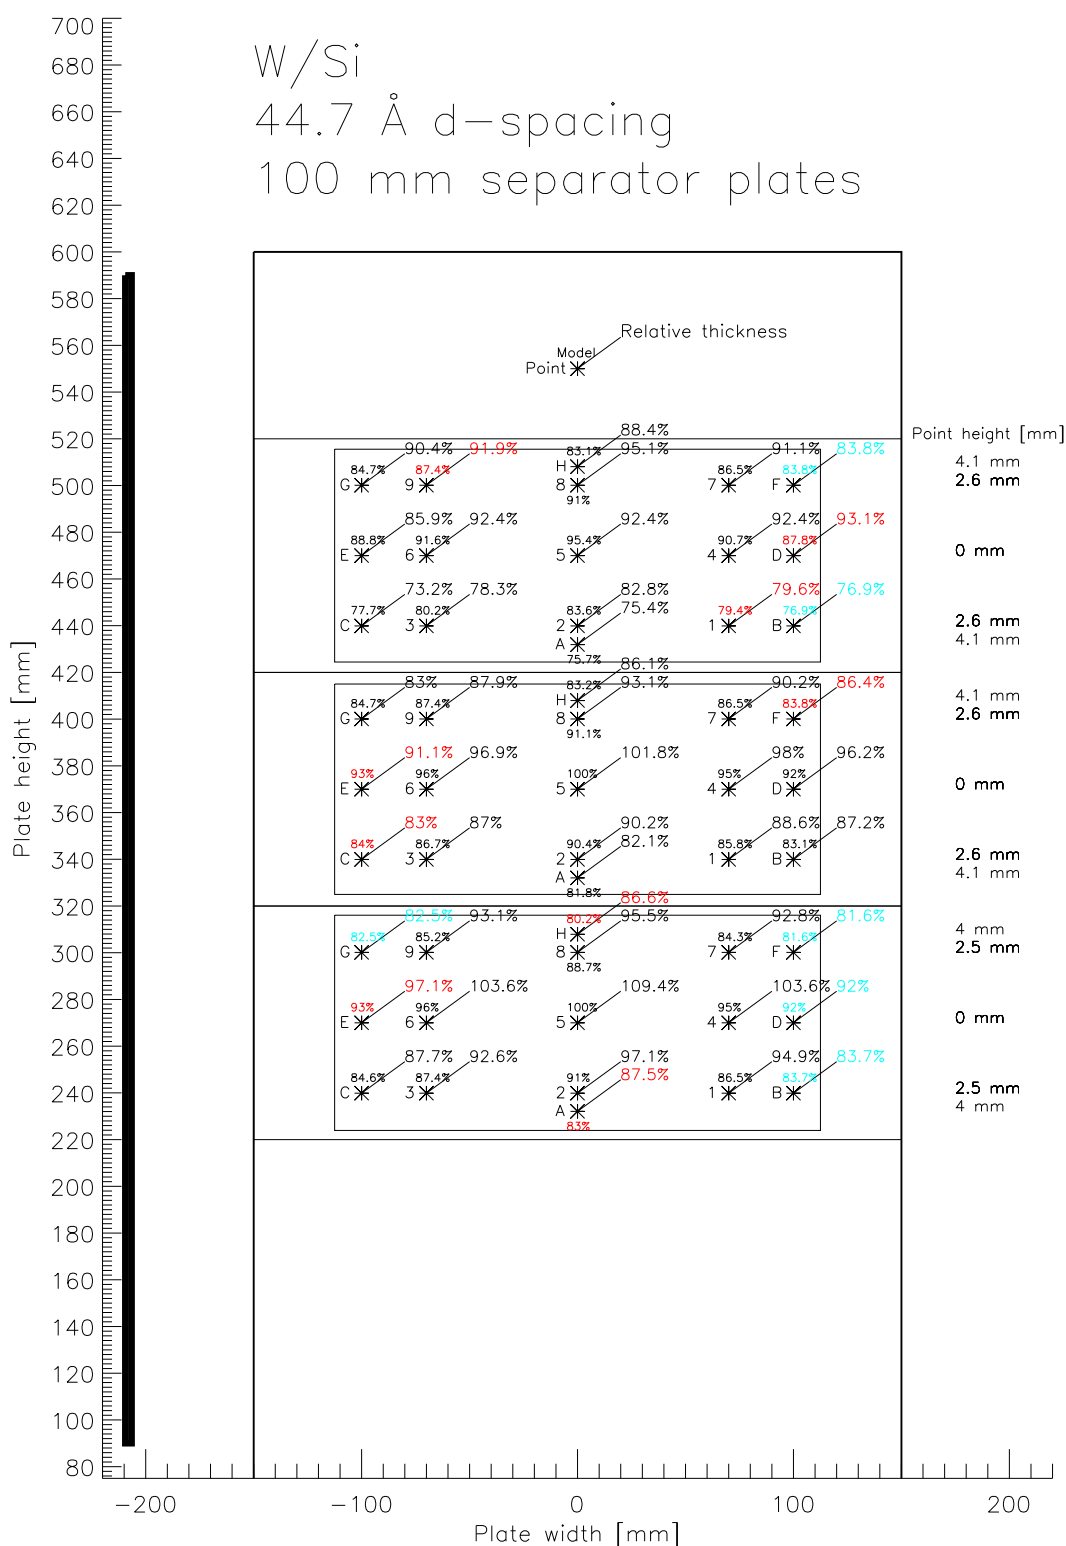 W/Si
44.7 Å d-spacing
100 mm separator plates
700
680
660
640
620
600
580
560
540
520
500
480
460
440
420
400
380
360
340
320
300
280
260
240
220
200
180
160
140
120
100
80
Plate height [mm]
Relative thickness
Model
Point
Point height [mm]
88.4%
90.4% 91.9% 83.1% 95.1% 91.1% 83.8%
84.7% 87.4% H 86.5% 83.8%
G 9 8 7 F
91%
4.1 mm
2.6 mm
85.9% 92.4% 92.4% 92.4% 93.1%
88.8% 91.6% 95.4% 90.7% 87.8%
E 6 5 4 D
0 mm
73.2% 78.3% 82.8% 79.6% 76.9%
77.7% 80.2% 83.6% 75.4% 79.4% 76.9%
C 3 2 1 B
A
75.7%
2.6 mm
4.1 mm
86.1%
83% 87.9% 83.2% 93.1% 90.2% 86.4%
84.7% 87.4% H 86.5% 83.8%
G 9 8 7 F
91.1%
4.1 mm
2.6 mm
91.1% 96.9% 101.8% 98% 96.2%
93% 96% 100% 95% 92%
E 6 5 4 D
0 mm
83% 87% 90.2% 88.6% 87.2%
84% 86.7% 90.4% 82.1% 85.8% 83.1%
C 3 2 1 B
A
81.8%
2.6 mm
4.1 mm
86.6%
82.5% 93.1% 80.2% 95.5% 92.8% 81.6%
82.5% 85.2% H 84.3% 81.6%
G 9 8 7 F
88.7%
4 mm
2.5 mm
97.1% 103.6% 109.4% 103.6% 92%
93% 96% 100% 95% 92%
E 6 5 4 D
0 mm
87.7% 92.6% 97.1% 94.9% 83.7%
84.6% 87.4% 91% 87.5% 86.5% 83.7%
C 3 2 1 B
A
83%
2.5 mm
4 mm
-200 -100 0 100 200
Plate width [mm]